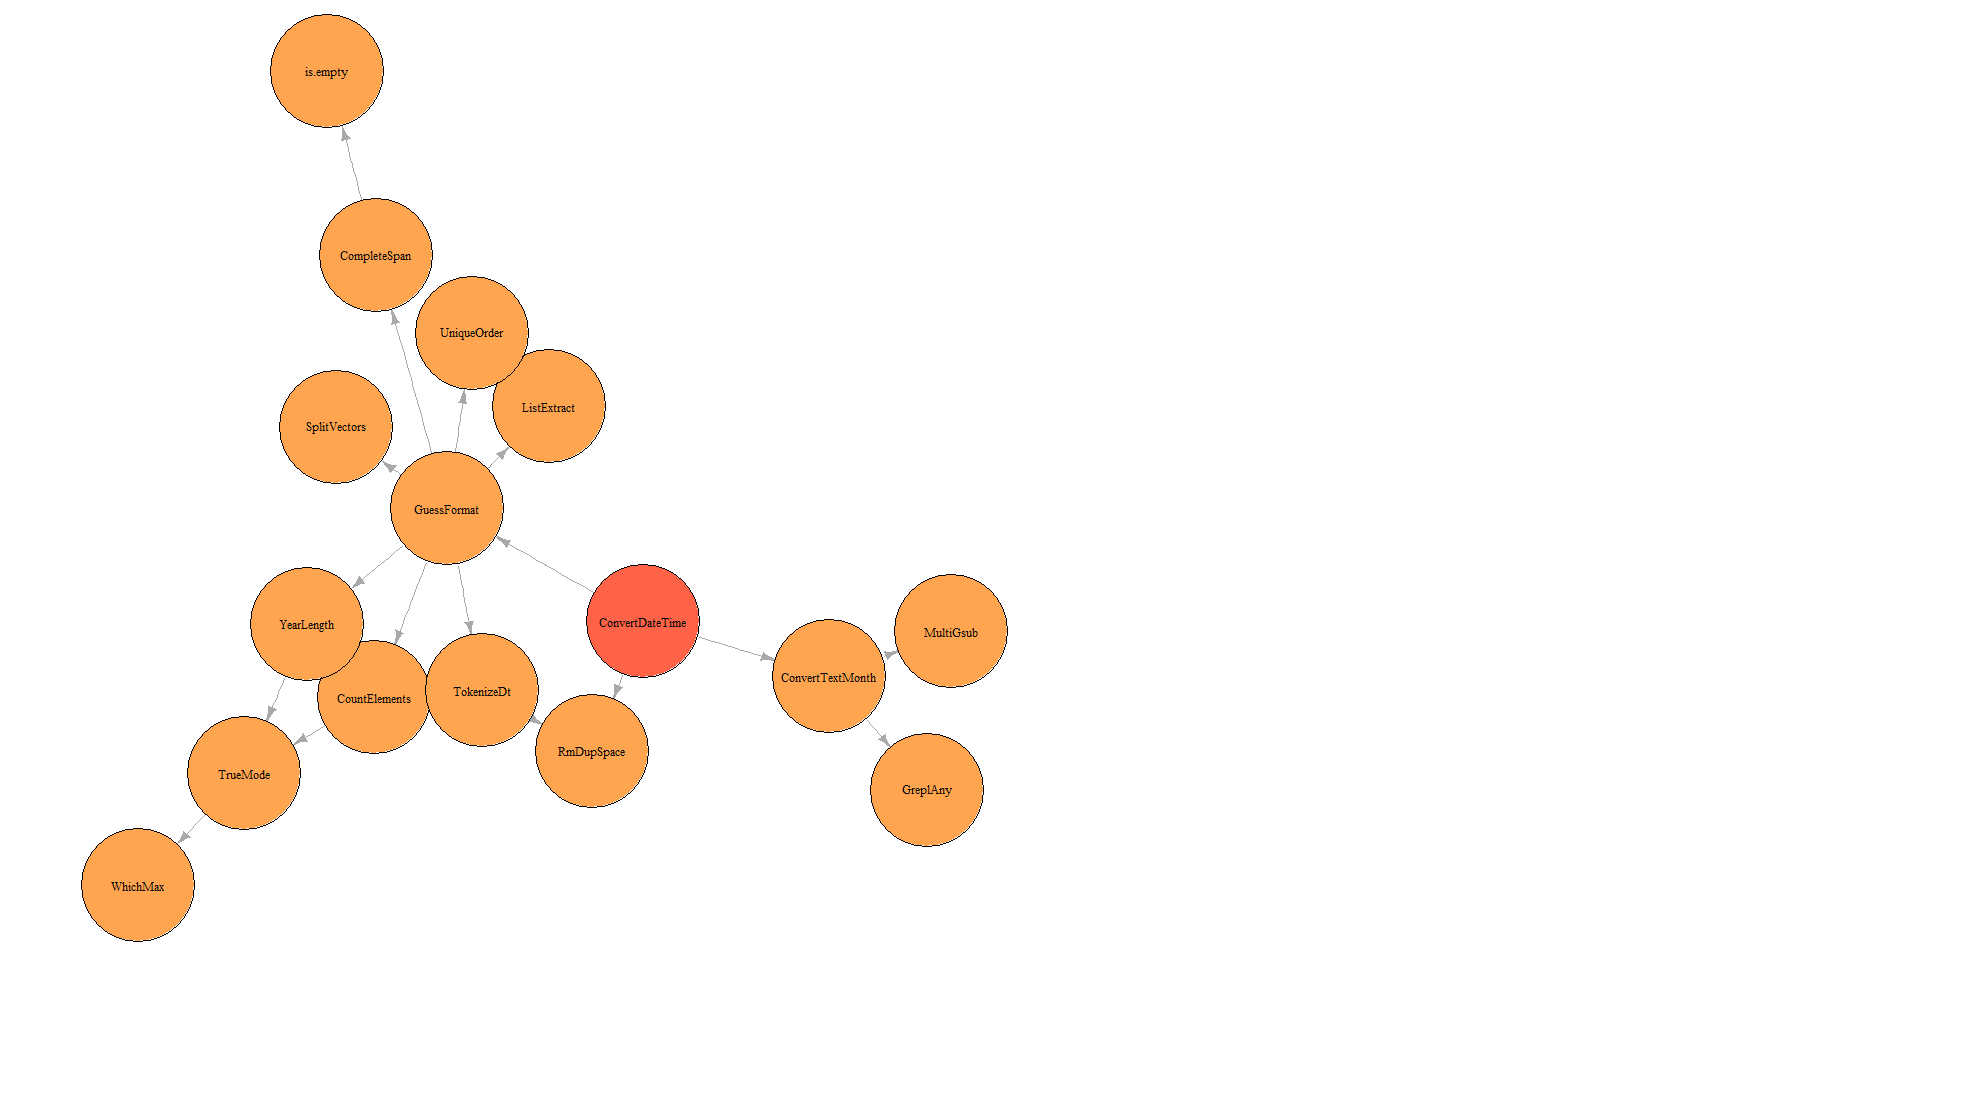 is.empty
CompleteSpan
UniqueOrder
ListExtract
SplitVectors
GuessFormat
ConvertDateTime
YearLength
MultiGsub
ConvertTextMonth
TokenizeDt
CountElements
RmDupSpace
TrueMode
GreplAny
WhichMax